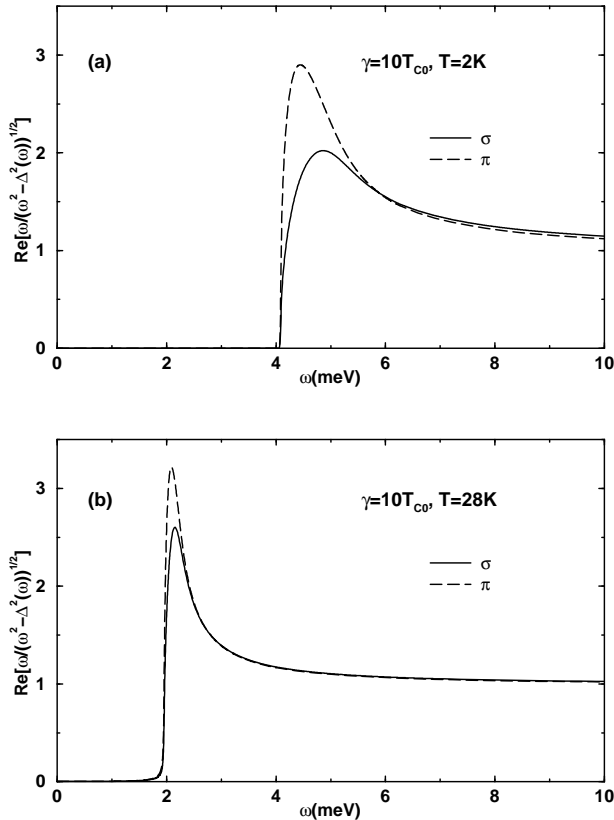 (a)
γ=10T_C0, T=2K
σ
π
Re[ω/(ω²−Δ²(ω))^1/2]
3
2
1
0
0 2 4 6 8 10
ω(meV)
(b)
γ=10T_C0, T=28K
σ
π
Re[ω/(ω²−Δ²(ω))^1/2]
3
2
1
0
0 2 4 6 8 10
ω(meV)